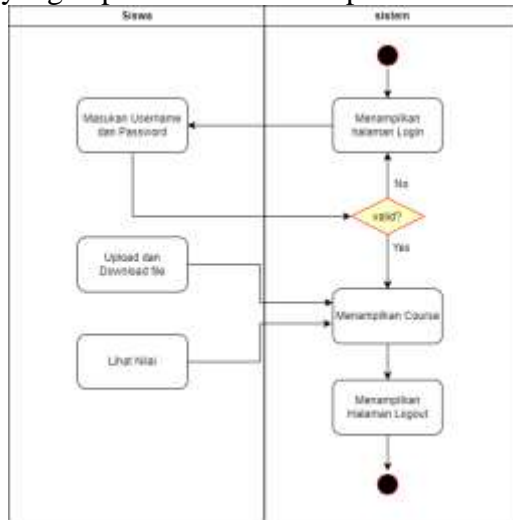 Siswa
sistem
Masukan Username
dan Password
Menampilkan
halaman Login
No
valid?
Yes
Upload dan
Download file
Menampilkan Course
Lihat Nilai
Menampilkan
Halaman Logout